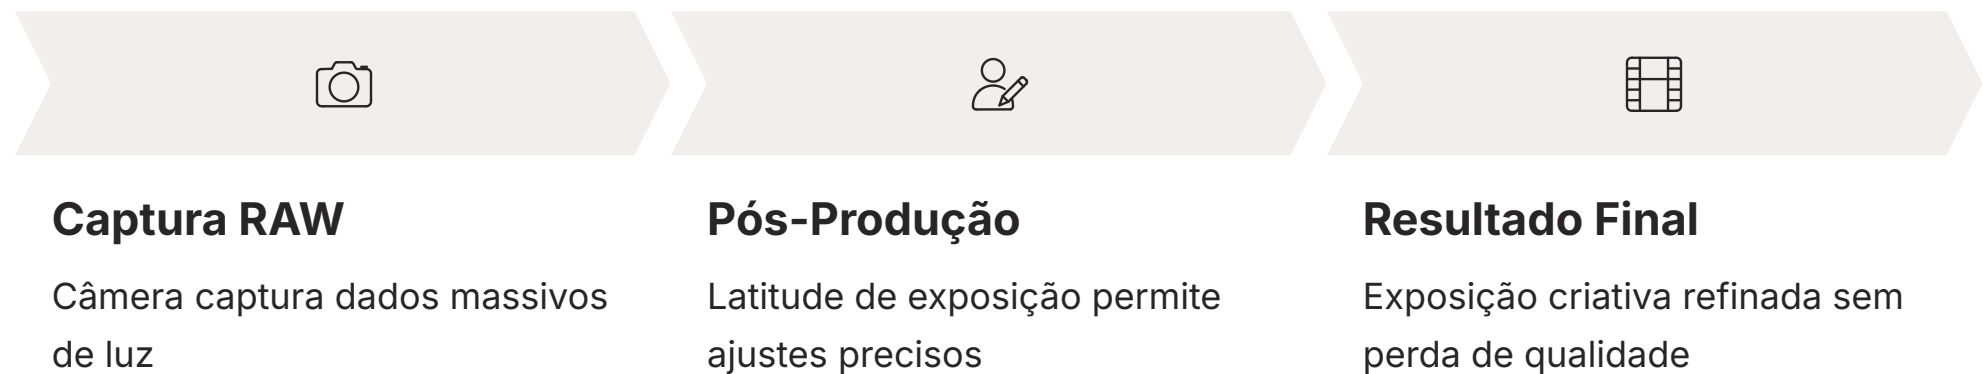 Captura RAW
Câmera captura dados massivos
de luz
Pós-Produção
Latitude de exposição permite
ajustes precisos
Resultado Final
Exposição criativa refinada sem
perda de qualidade